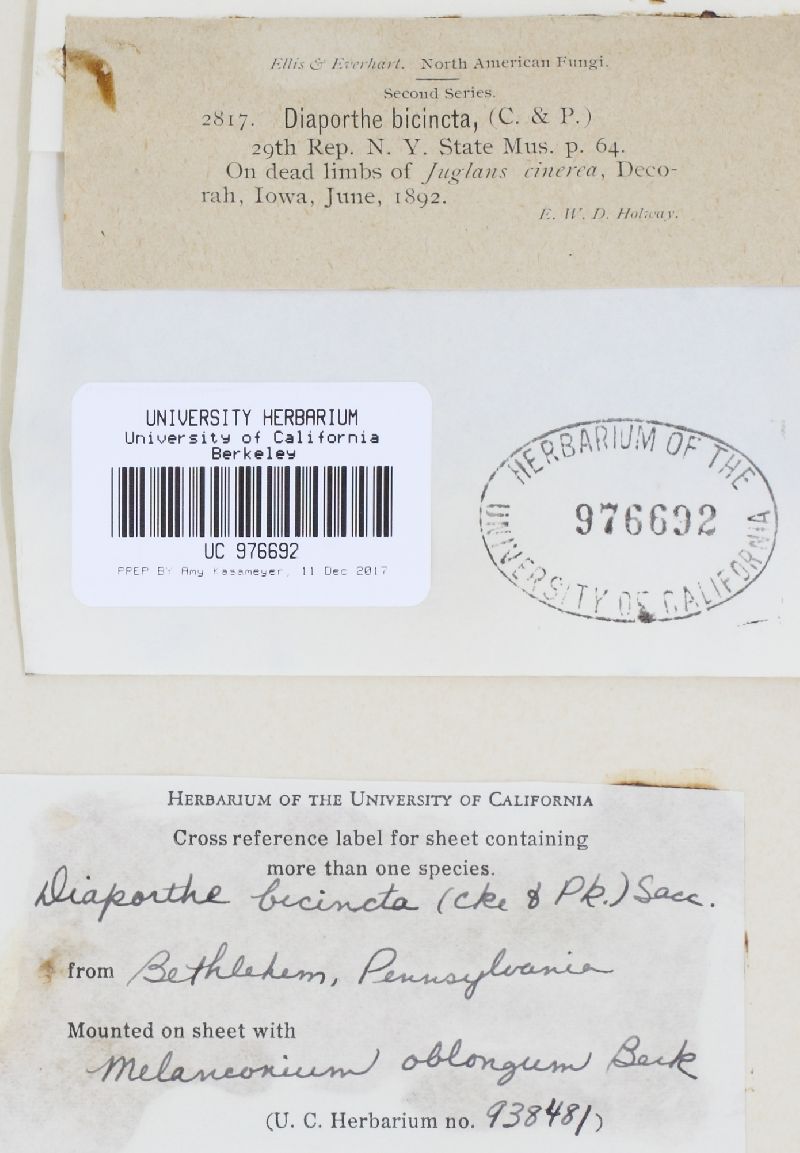 Ellis & Everhart. North American Fungi.
Second Series.
2817. Diaporthe bicincta, (C. & P.)
29th Rep. N. Y. State Mus. p. 64.
On dead limbs of Juglans cinerea, Deco-
rah, Iowa, June, 1892.
E. W. D. Holway.
UNIVERSITY HERBARIUM
University of California
Berkeley
UC 976692
PREP BY Amy Kasameyer, 11 Dec 2017
HERBARIUM OF THE
976692
UNIVERSITY OF CALIFORNIA
HERBARIUM OF THE UNIVERSITY OF CALIFORNIA
Cross reference label for sheet containing
more than one species.
Diaporthe bicincta (Cke & Pk.) Sacc.
from Bethlehem, Pennsylvania
Mounted on sheet with
Melanconium oblongum Berk
(U. C. Herbarium no. 938481)